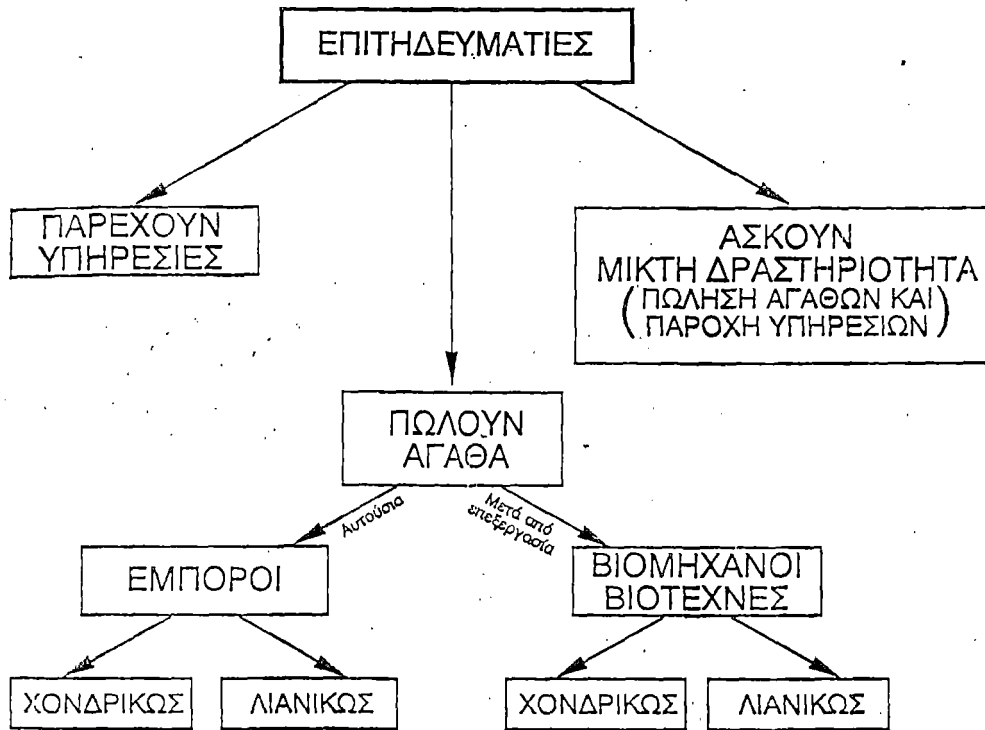 ΕΠΙΤΗΔΕΥΜΑΤΙΕΣ
ΠΑΡΕΧΟΥΝ
ΥΠΗΡΕΣΙΕΣ
ΑΣΚΟΥΝ
ΜΙΚΤΗ ΔΡΑΣΤΗΡΙΟΤΗΤΑ
(ΠΩΛΗΣΗ ΑΓΑΘΩΝ ΚΑΙ
ΠΑΡΟΧΗ ΥΠΗΡΕΣΙΩΝ)
ΠΩΛΟΥΝ
ΑΓΑΘΑ
Αυτούσια
Μετά από
επεξεργασία
ΕΜΠΟΡΟΙ
ΒΙΟΜΗΧΑΝΟΙ
ΒΙΟΤΕΧΝΕΣ
ΧΟΝΔΡΙΚΩΣ
ΛΙΑΝΙΚΩΣ
ΧΟΝΔΡΙΚΩΣ
ΛΙΑΝΙΚΩΣ